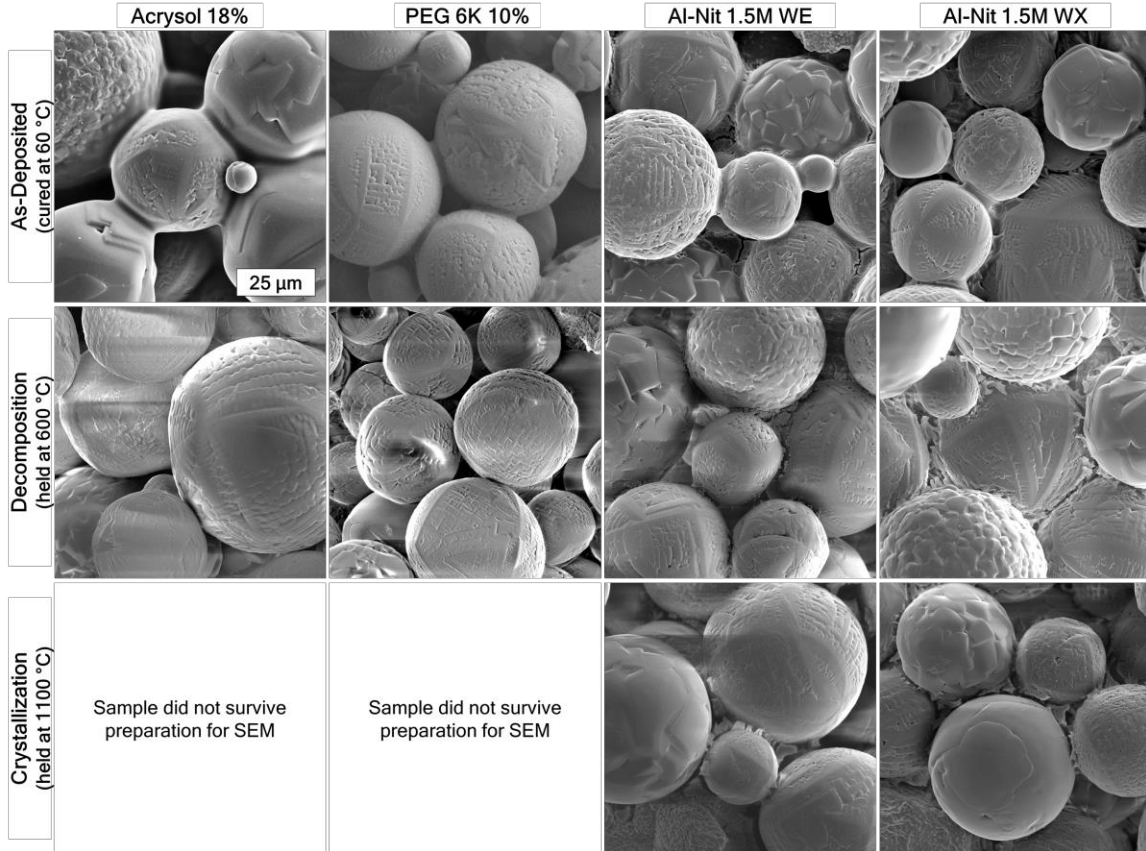 Acrysol 18%
PEG 6K 10%
Al-Nit 1.5M WE
Al-Nit 1.5M WX
As-Deposited
(cured at 60 °C)
25 μm
Decomposition
(held at 600 °C)
Crystallization
(held at 1100 °C)
Sample did not survive
preparation for SEM
Sample did not survive
preparation for SEM